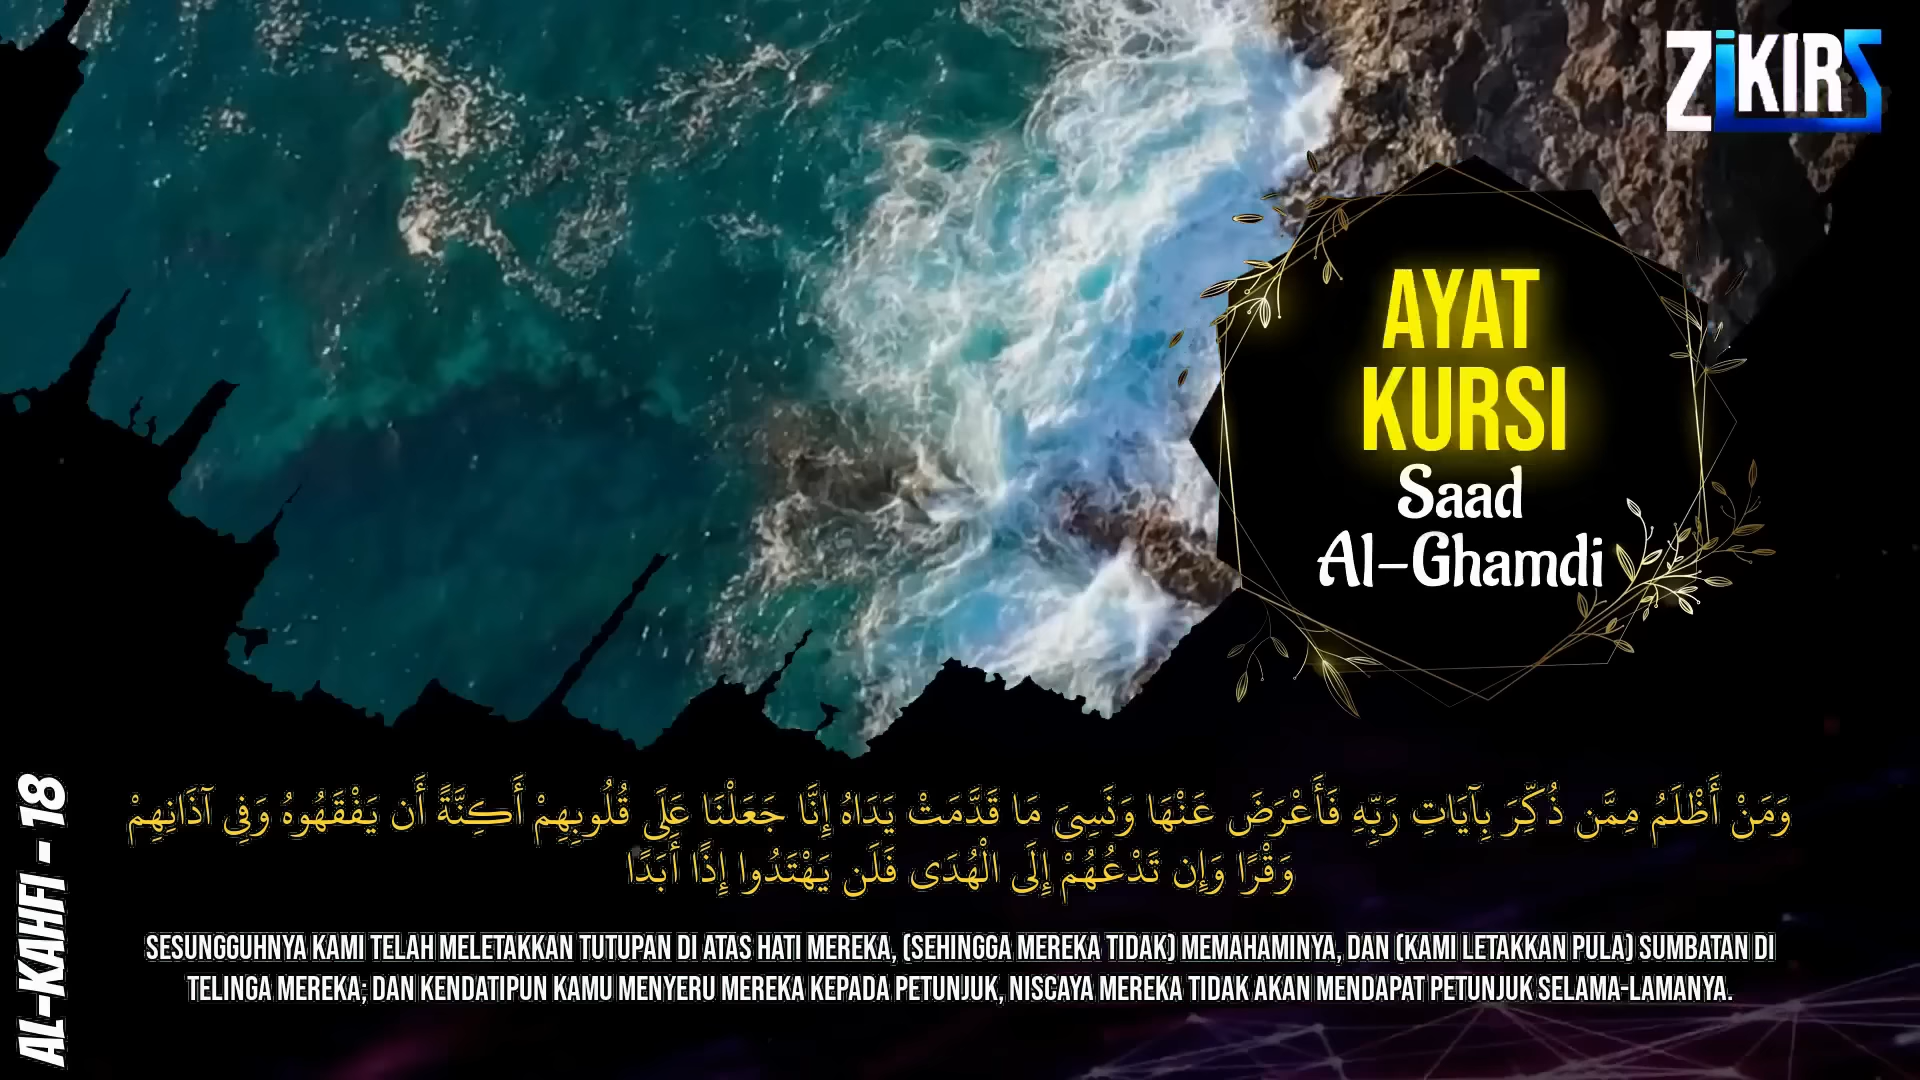 ZiKIRS
AYAT
KURSI
Saad
Al-Ghamdi
وَمَنْ أَظْلَمُ مِمَّن ذُكِّرَ بِآيَاتِ رَبِّهِ فَأَعْرَضَ عَنْهَا وَنَسِيَ مَا قَدَّمَتْ يَدَاهُ إِنَّا جَعَلْنَا عَلَى قُلُوبِهِمْ أَكِنَّةً أَن يَفْقَهُوهُ وَفِي آذَانِهِمْ
وَقْرًا وَإِن تَدْعُهُمْ إِلَى الْهُدَى فَلَن يَهْتَدُوا إِذًا أَبَدًا
SESUNGGUHNYA KAMI TELAH MELETAKKAN TUTUPAN DI ATAS HATI MEREKA, (SEHINGGA MEREKA TIDAK) MEMAHAMINYA, DAN (KAMI LETAKKAN PULA) SUMBATAN DI
TELINGA MEREKA; DAN KENDATIPUN KAMU MENYERU MEREKA KEPADA PETUNJUK, NISCAYA MEREKA TIDAK AKAN MENDAPAT PETUNJUK SELAMA-LAMANYA.
AL-KAHFI - 18